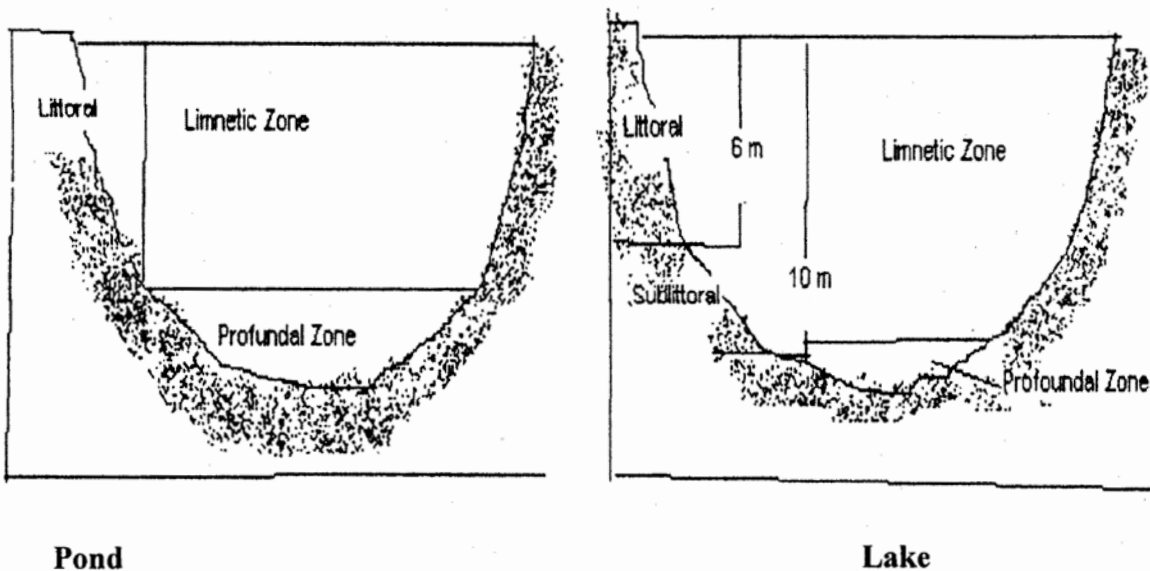 Littoral
Limnetic Zone
Profundal Zone
Pond
Littoral
6 m
Limnetic Zone
Sublittoral
10 m
Profoundal Zone
Lake